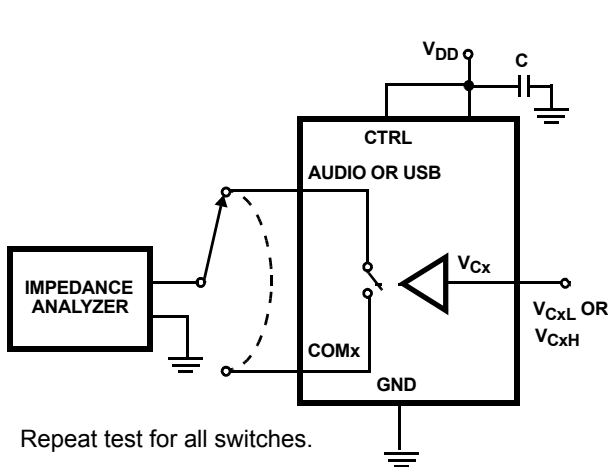 VDD
C
CTRL
AUDIO OR USB
IMPEDANCE
ANALYZER
VCx
VCxL OR
VCxH
COMx
GND
Repeat test for all switches.